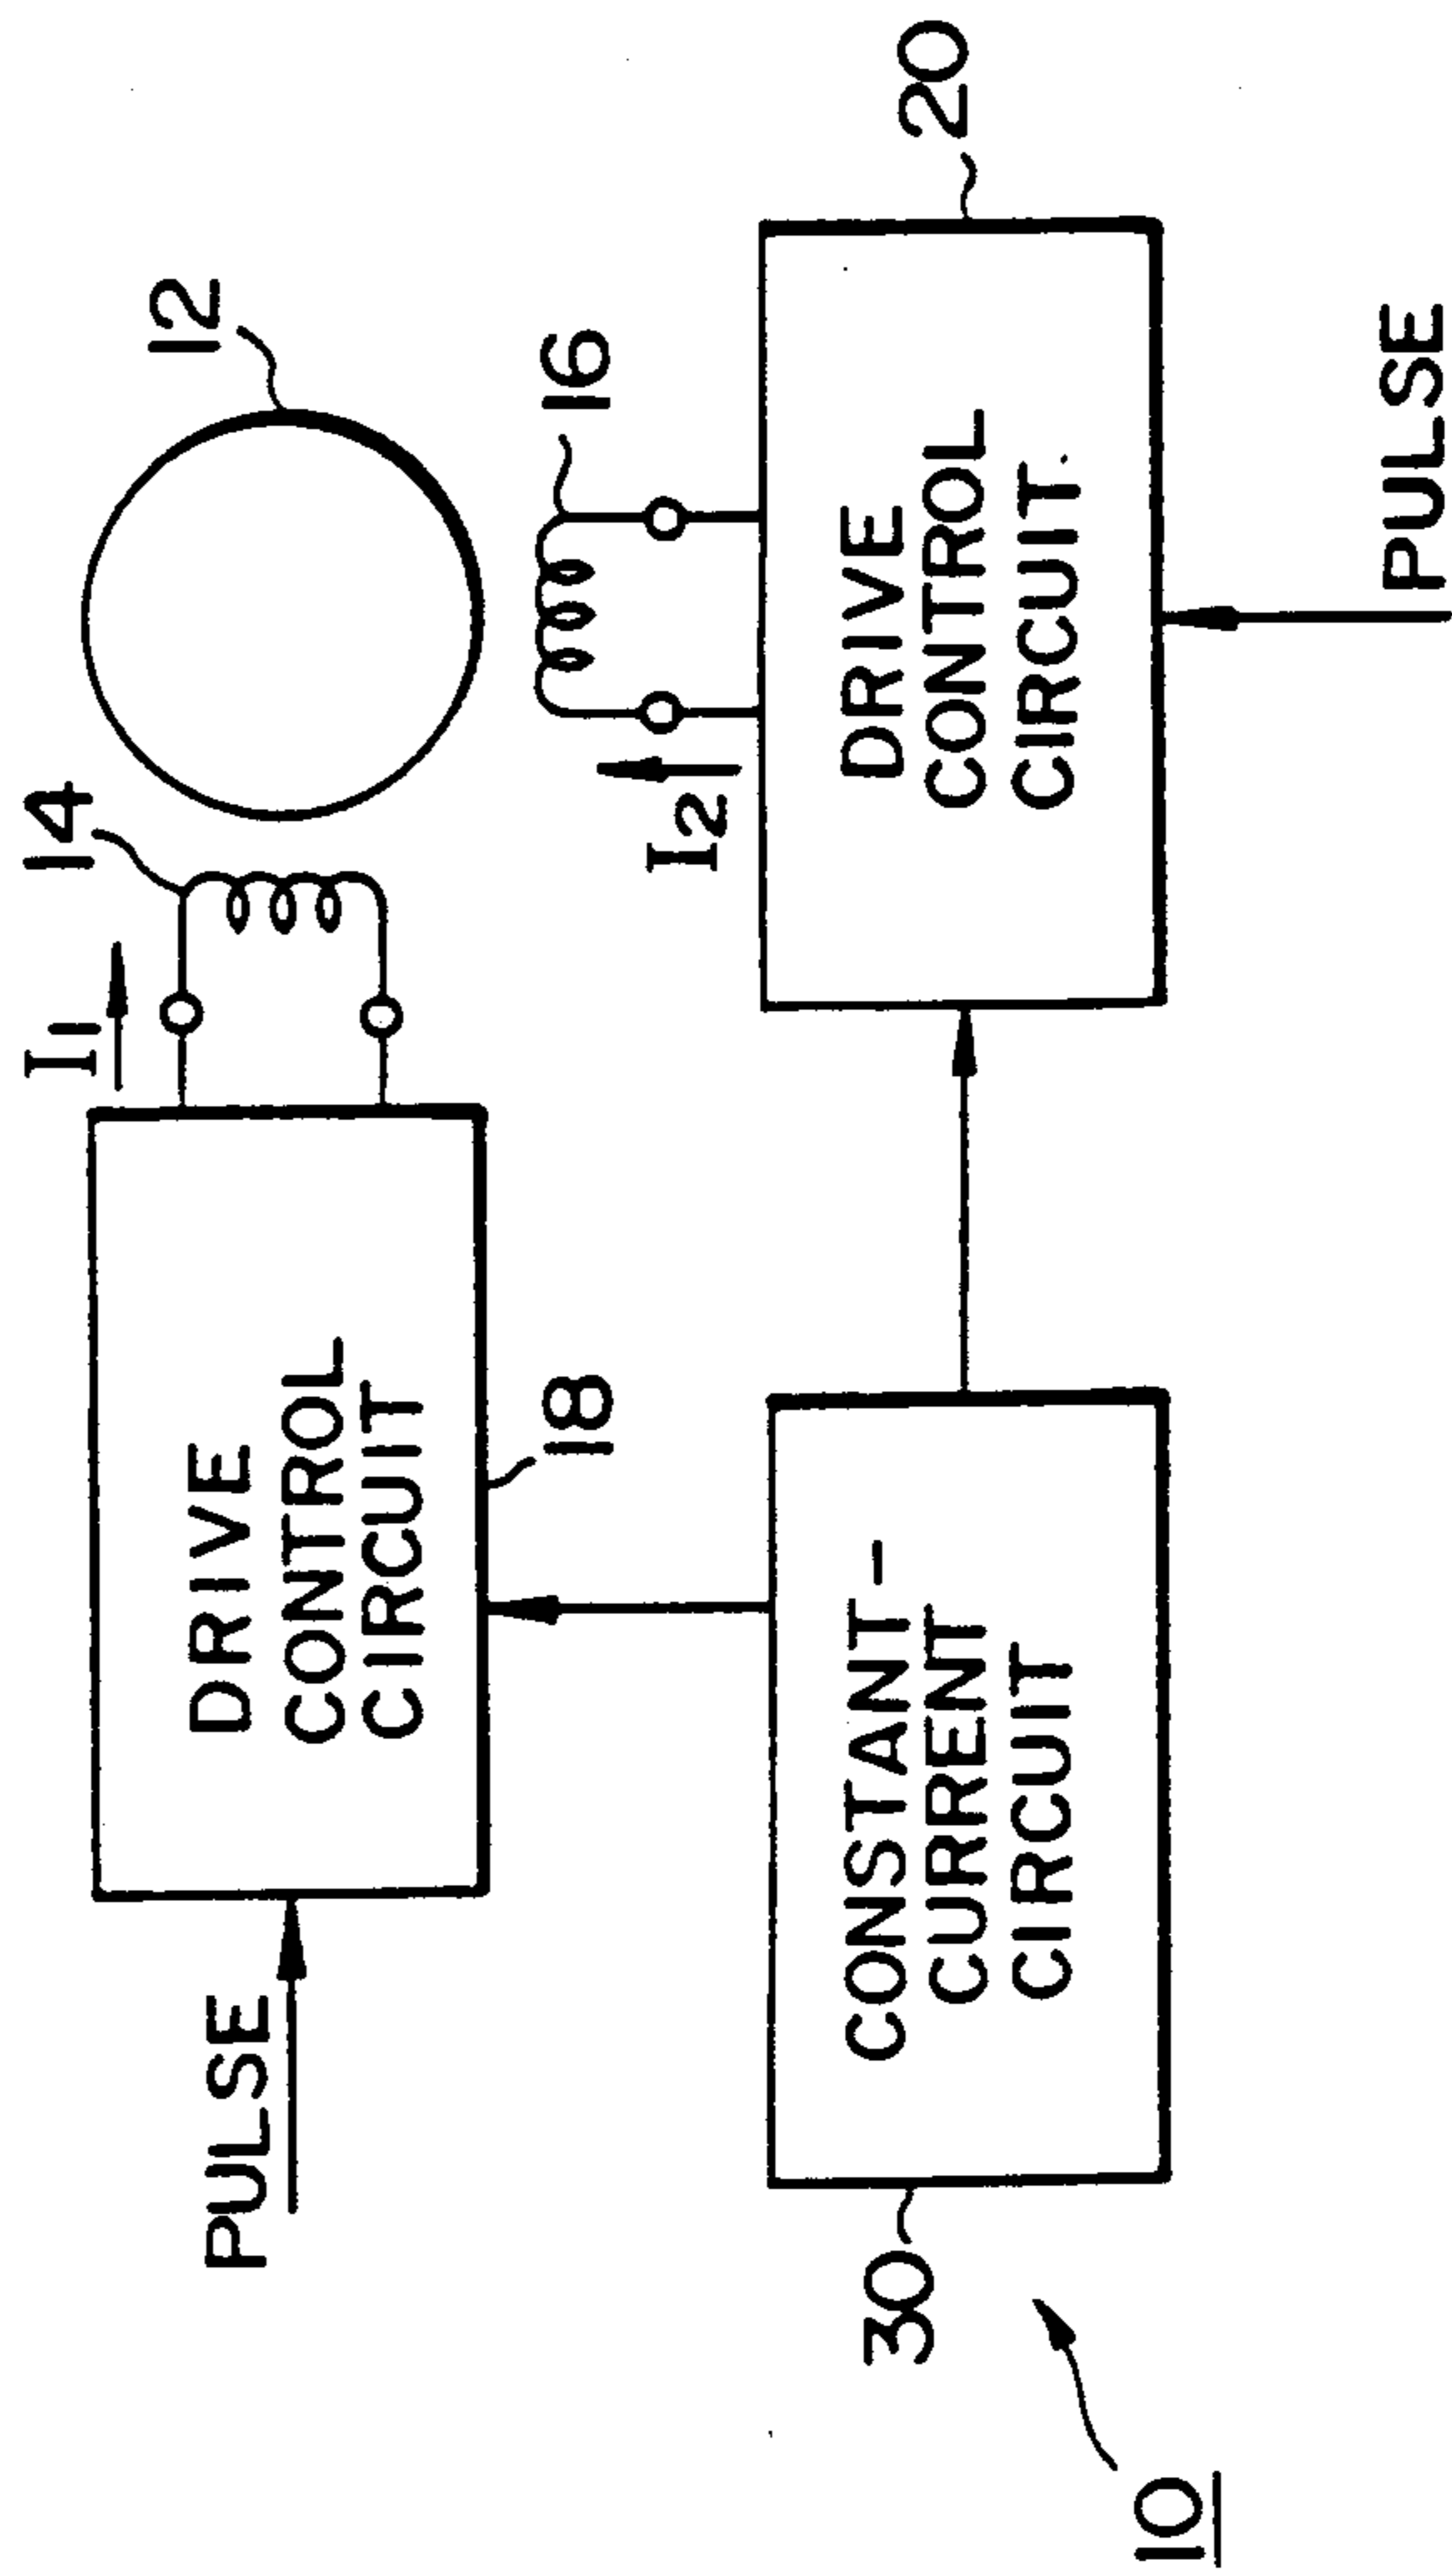 PULSE
DRIVE
CONTROL
CIRCUIT
18
I1
14
12
16
I2
CONSTANT-
CURRENT
CIRCUIT
30
DRIVE
CONTROL
CIRCUIT
20
PULSE
10